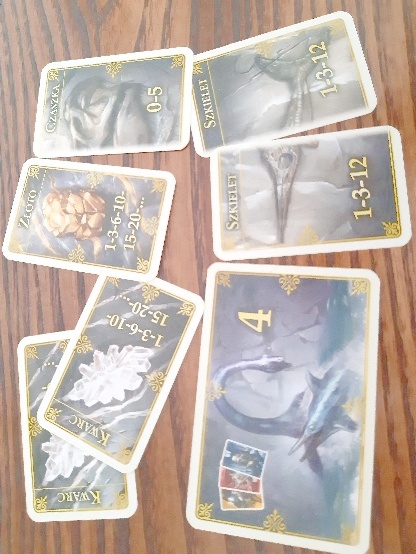 CZASZKA
0-5
SZKIELET
1-3-12
SZKIELET
1-3-12
ZŁOTO
1-3-6-10-
15-20-...
4
KWARC
1-3-6-10-
15-20-...
KWARC